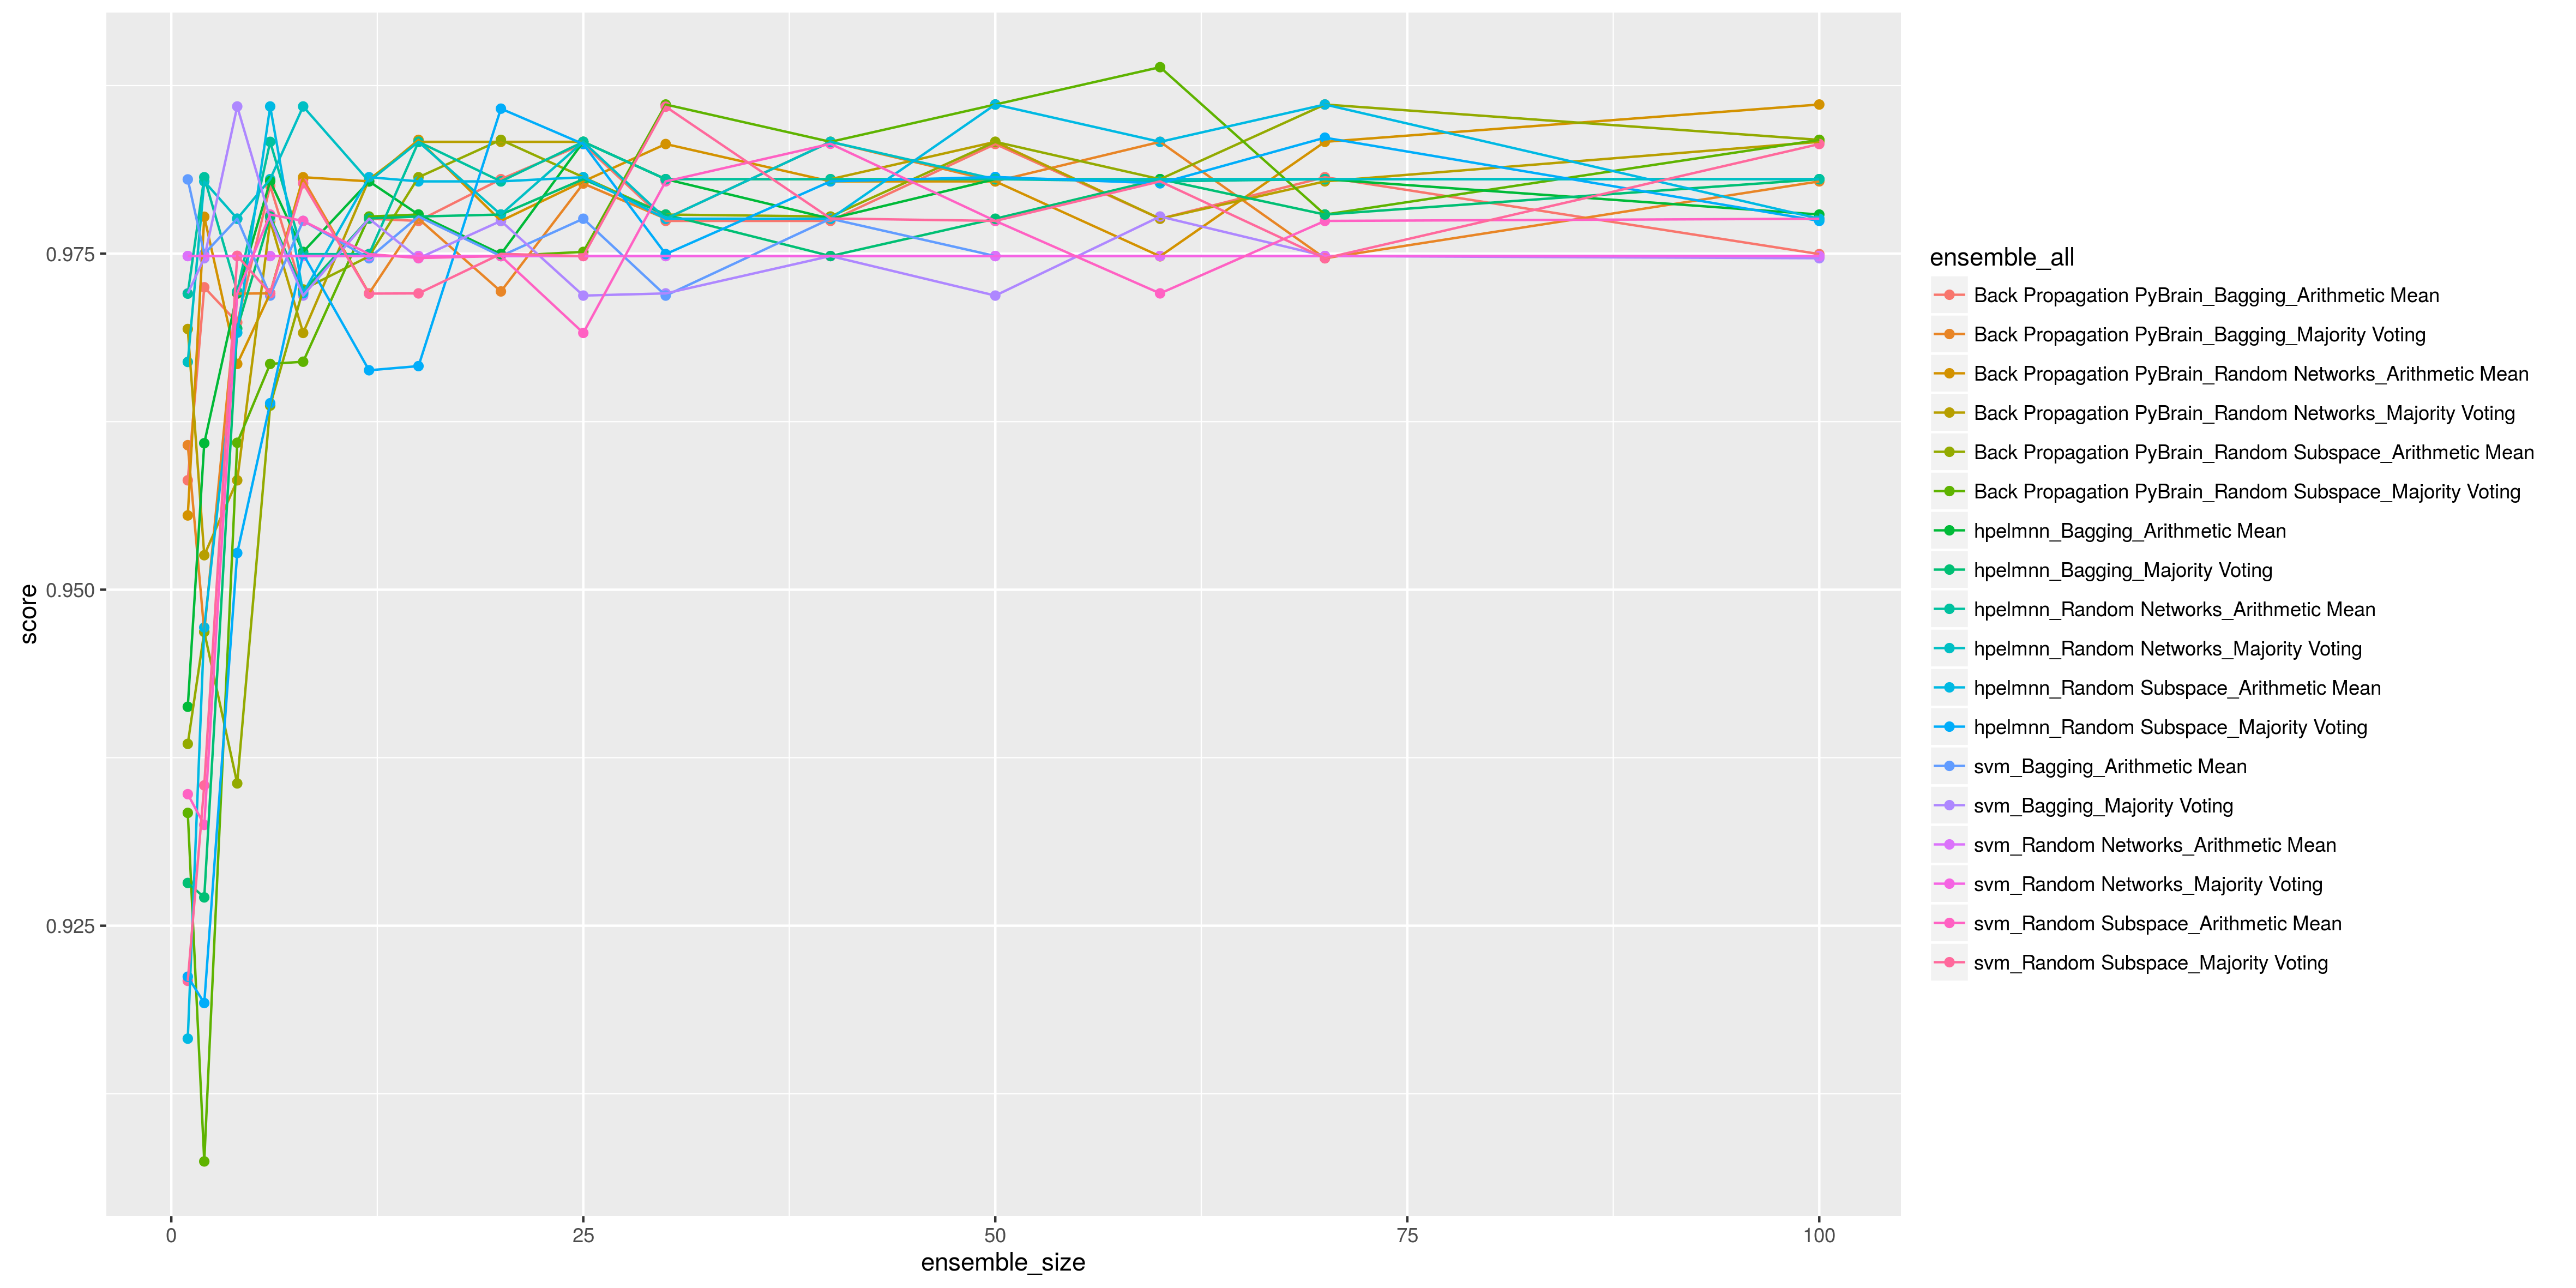 score
0.975
0.950
0.925
0
25
50
75
100
ensemble_size
ensemble_all
Back Propagation PyBrain_Bagging_Arithmetic Mean
Back Propagation PyBrain_Bagging_Majority Voting
Back Propagation PyBrain_Random Networks_Arithmetic Mean
Back Propagation PyBrain_Random Networks_Majority Voting
Back Propagation PyBrain_Random Subspace_Arithmetic Mean
Back Propagation PyBrain_Random Subspace_Majority Voting
hpelmnn_Bagging_Arithmetic Mean
hpelmnn_Bagging_Majority Voting
hpelmnn_Random Networks_Arithmetic Mean
hpelmnn_Random Networks_Majority Voting
hpelmnn_Random Subspace_Arithmetic Mean
hpelmnn_Random Subspace_Majority Voting
svm_Bagging_Arithmetic Mean
svm_Bagging_Majority Voting
svm_Random Networks_Arithmetic Mean
svm_Random Networks_Majority Voting
svm_Random Subspace_Arithmetic Mean
svm_Random Subspace_Majority Voting